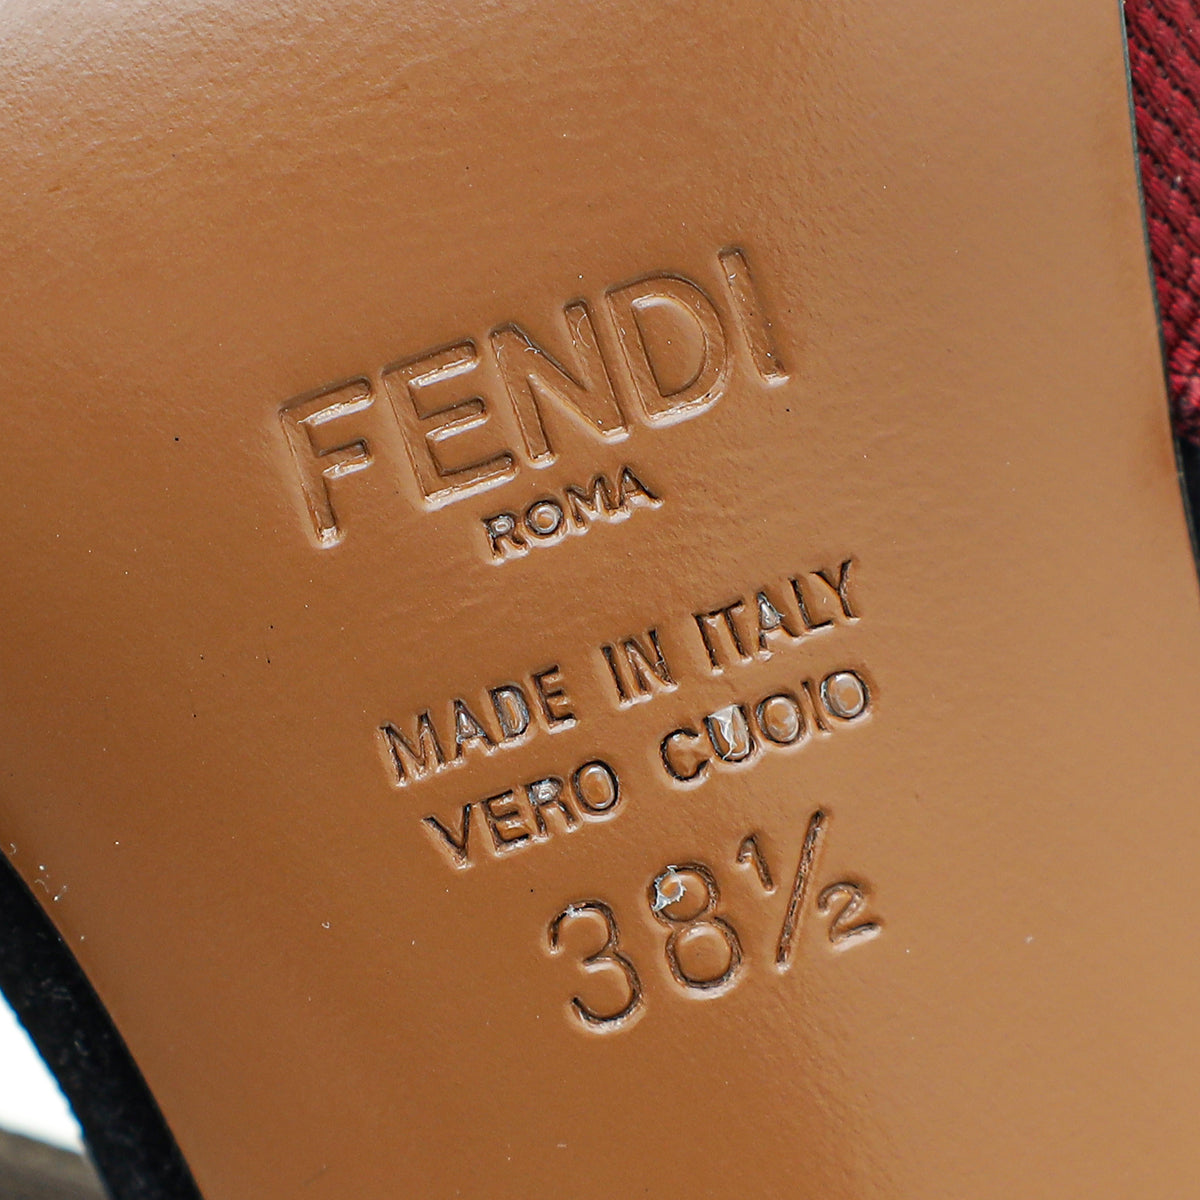 FENDI
ROMA
MADE IN ITALY
VERO CUOIO
38½